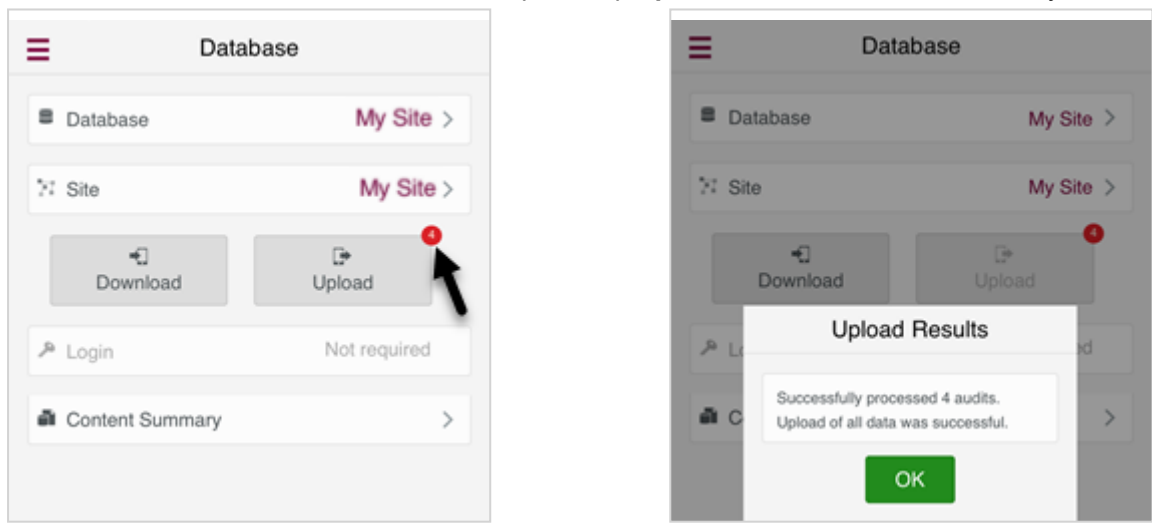 Database
Database My Site
Site My Site
4
Download Upload
Login Not required
Content Summary
Database
Database My Site
Site My Site
4
Download Upload
Upload Results
Successfully processed 4 audits.
Upload of all data was successful.
OK